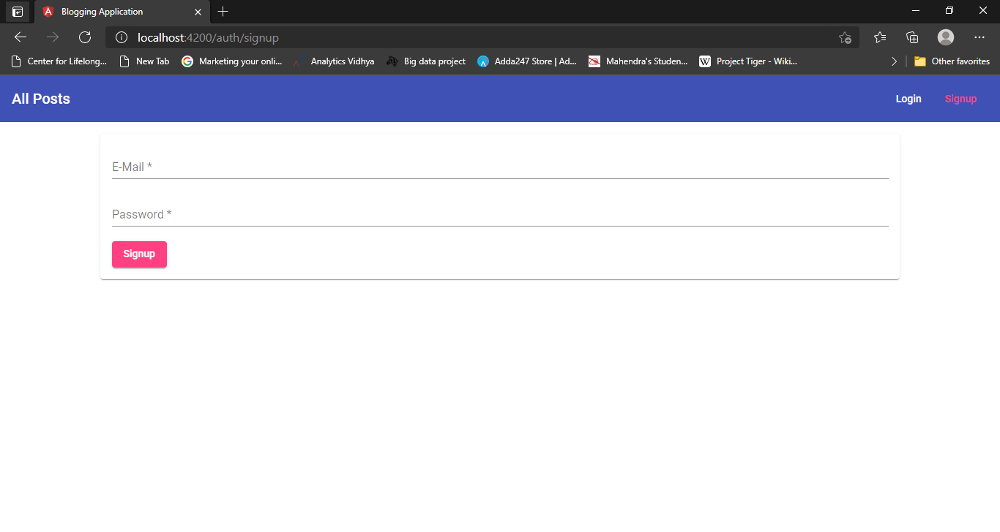 Blogging Application
localhost:4200/auth/signup
Center for Lifelong... New Tab Marketing your onli... Analytics Vidhya Big data project Adda247 Store | Ad... Mahendra's Studen... Project Tiger - Wiki... Other favorites
All Posts Login Signup
E-Mail *
Password *
Signup